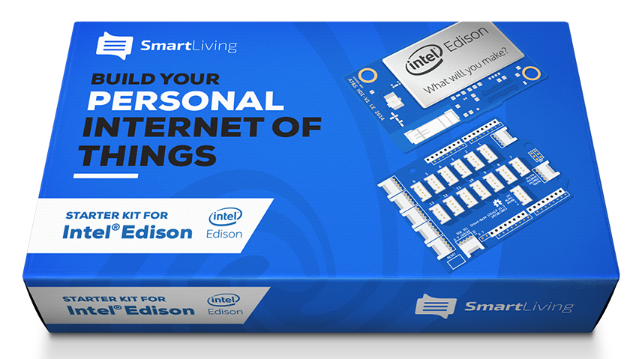 SmartLiving
BUILD YOUR
PERSONAL
INTERNET OF
THINGS
STARTER KIT FOR
Intel® Edison
intel
Edison
intel Edison
What will you make?
STARTER KIT FOR
Intel® Edison
intel
Edison
SmartLiving